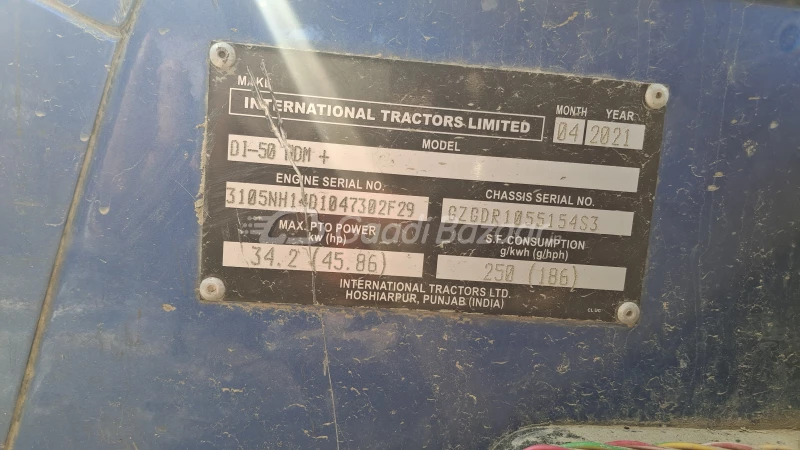 MAKE
INTERNATIONAL TRACTORS LIMITED
MONTH YEAR
04 2021
MODEL
DI-50 NDM +
ENGINE SERIAL NO.
3105NH14D1047302F29
CHASSIS SERIAL NO.
GZGDR1055154S3
MAX. PTO POWER
kw (hp)
34.2 (45.86)
S.F. CONSUMPTION
g/kwh (g/hph)
250 (186)
INTERNATIONAL TRACTORS LTD.
HOSHIARPUR, PUNJAB (INDIA)
Gaadi Bazaar